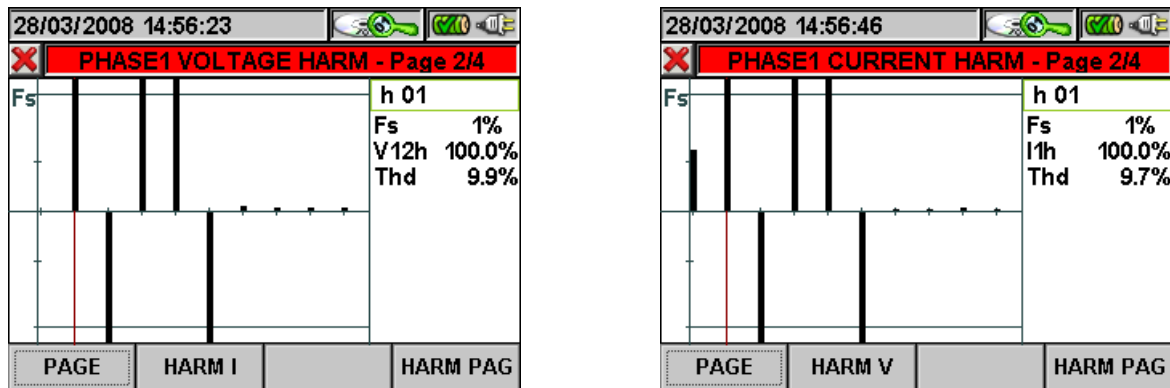 28/03/2008 14:56:23
PHASE1 VOLTAGE HARM - Page 2/4
Fs
h 01
Fs 1%
V12h 100.0%
Thd 9.9%
PAGE HARM I HARM PAG
28/03/2008 14:56:46
PHASE1 CURRENT HARM - Page 2/4
Fs
h 01
Fs 1%
I1h 100.0%
Thd 9.7%
PAGE HARM V HARM PAG